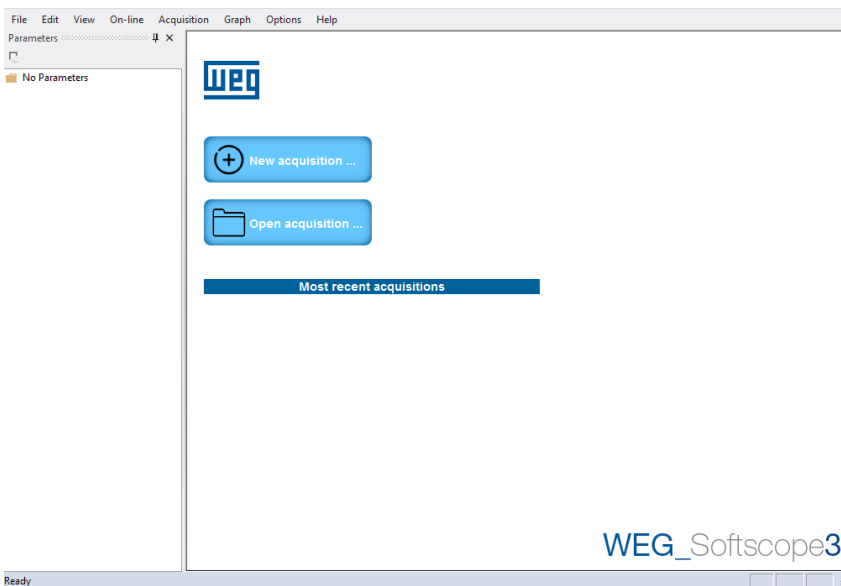 File Edit View On-line Acquisition Graph Options Help
Parameters
No Parameters
weg
New acquisition ...
Open acquisition ...
Most recent acquisitions
WEG_Softscope3
Ready